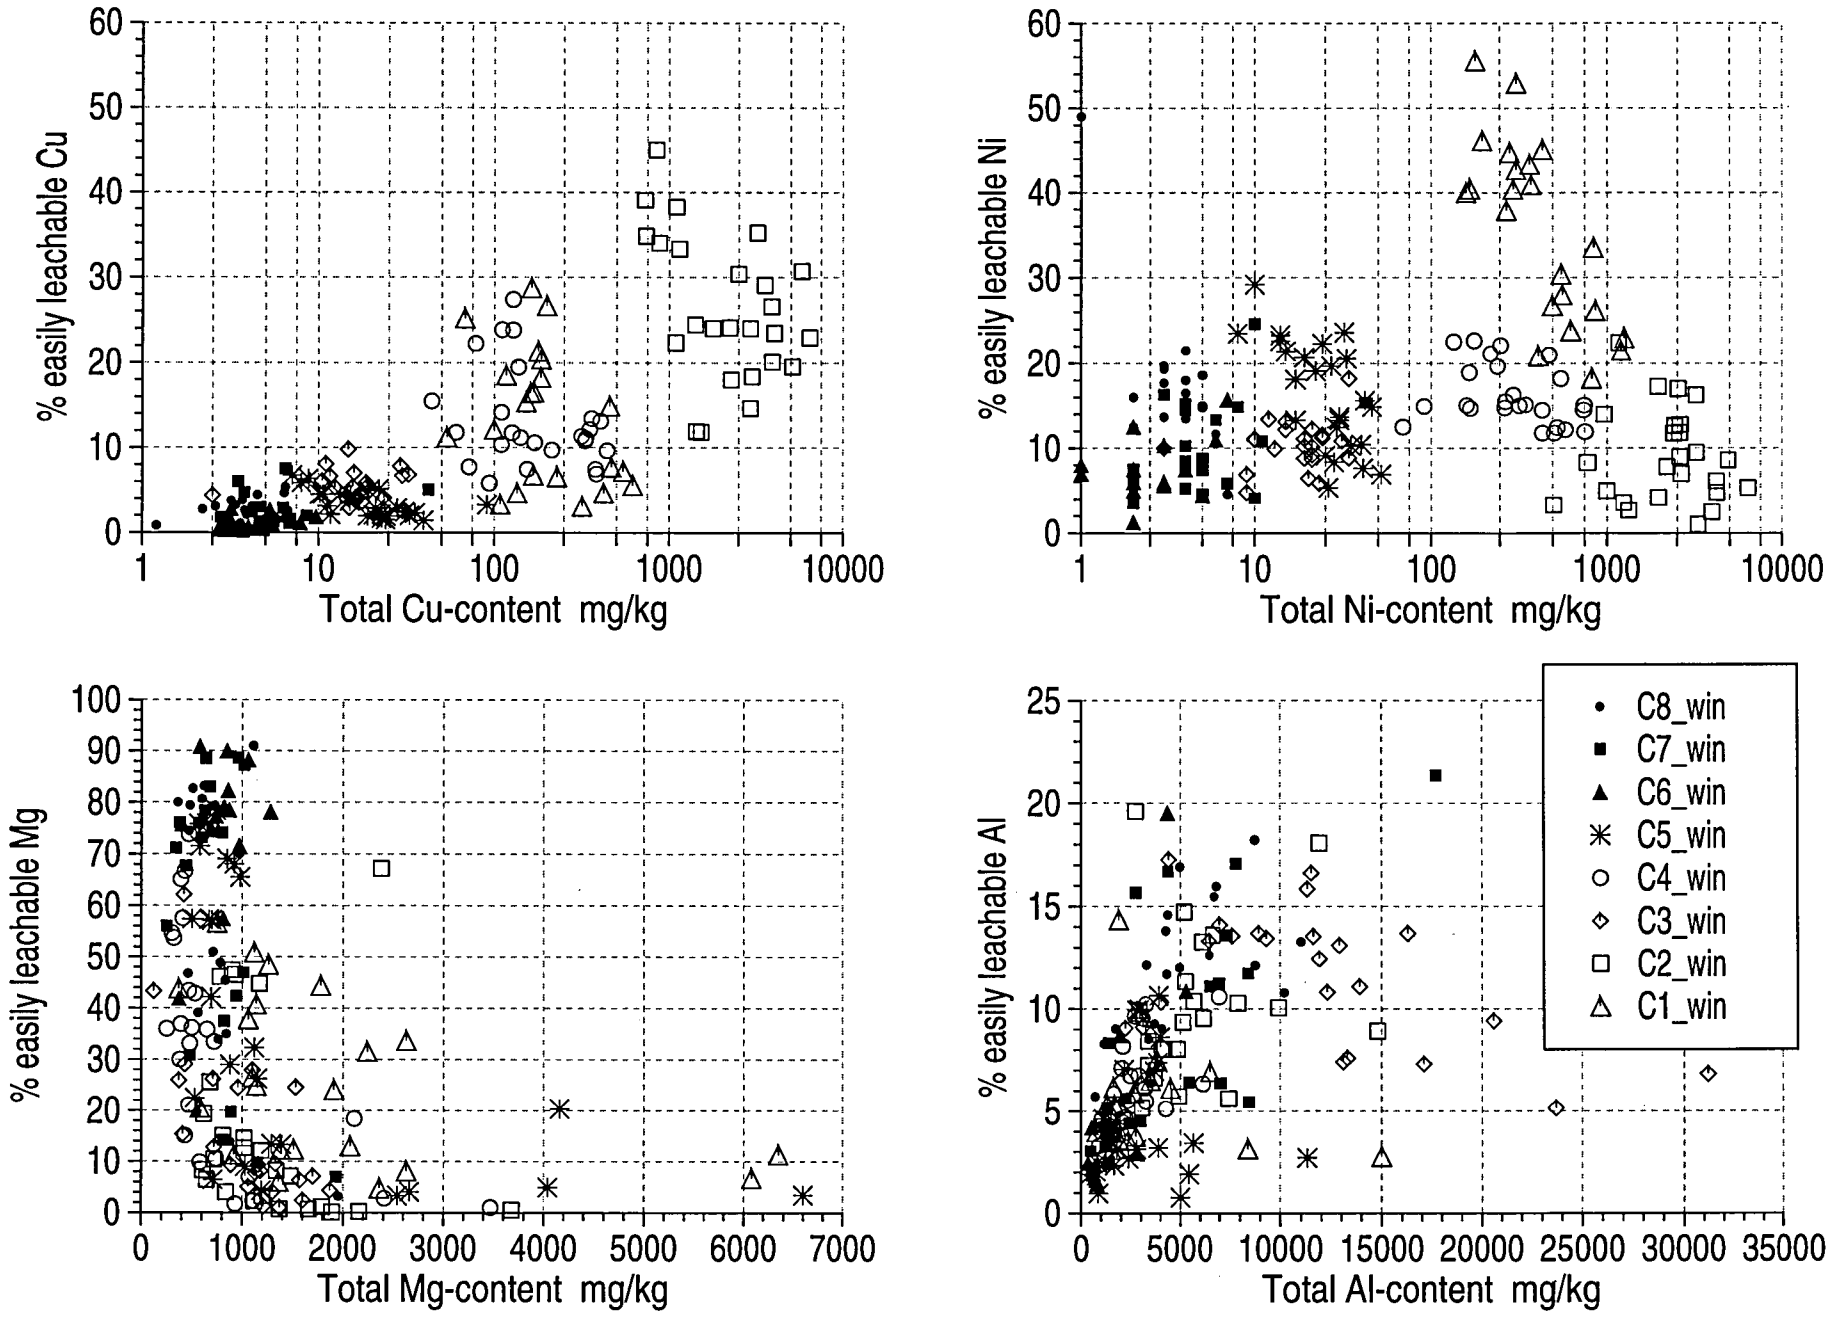 60
50
40
30
20
10
0
% easily leachable Cu
1 10 100 1000 10000
Total Cu-content mg/kg
60
50
40
30
20
10
0
% easily leachable Ni
1 10 100 1000 10000
Total Ni-content mg/kg
100
90
80
70
60
50
40
30
20
10
0
% easily leachable Mg
0 1000 2000 3000 4000 5000 6000 7000
Total Mg-content mg/kg
25
20
15
10
5
0
% easily leachable Al
0 5000 10000 15000 20000 25000 30000 35000
Total Al-content mg/kg
C8_win
C7_win
C6_win
C5_win
C4_win
C3_win
C2_win
C1_win